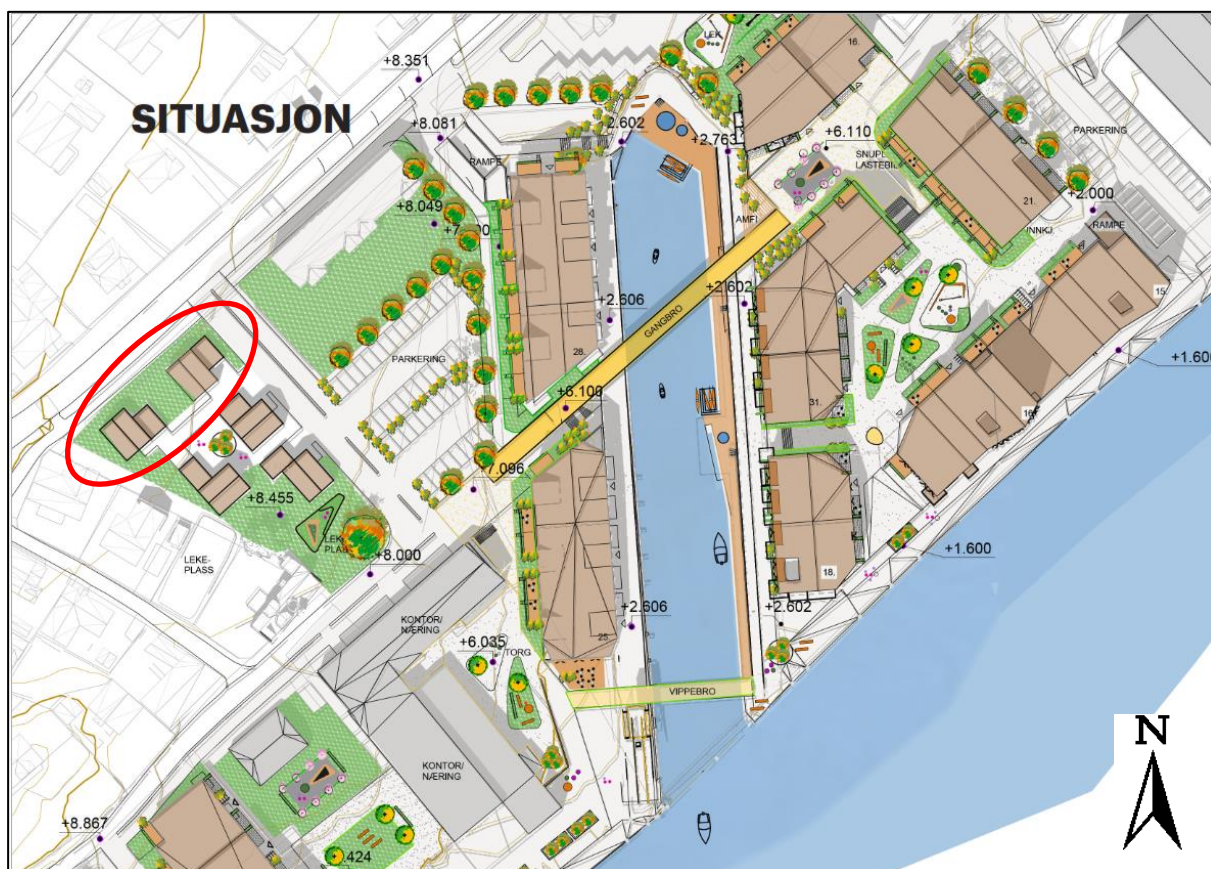 SITUASJON
+8.351
LEK
16.
+8.081
2.602
+2.763
+6.110
PARKERING
RAMPE
SNUPL
LASTEBIL
+8.049
21.
+2.000
AMFI
INNKJ.
RAMPE
+2.606
+2.602
15.
GANGBRO
28.
PARKERING
+1.600
+6.106
31.
16.
+7.096
+8.455
LEKE-
PLASS
LEKE-
PLASS
+8.000
+1.600
18.
KONTOR/
NÆRING
+2.606
+2.602
25.
+6.035
TORG
VIPPEBRO
KONTOR/
NÆRING
N
+8.867
424